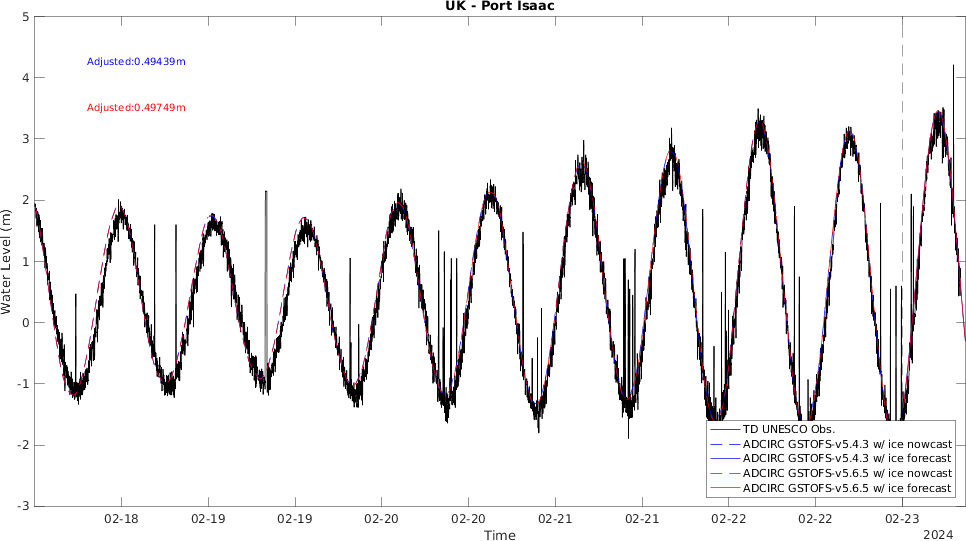 UK - Port Isaac
5
4
3
2
1
0
-1
-2
-3
Water Level (m)
Adjusted:0.49439m
Adjusted:0.49749m
TD UNESCO Obs.
ADCIRC GSTOFS-v5.4.3 w/ ice nowcast
ADCIRC GSTOFS-v5.4.3 w/ ice forecast
ADCIRC GSTOFS-v5.6.5 w/ ice nowcast
ADCIRC GSTOFS-v5.6.5 w/ ice forecast
02-18 02-19 02-19 02-20 02-20 02-21 02-21 02-22 02-22 02-23
Time
2024